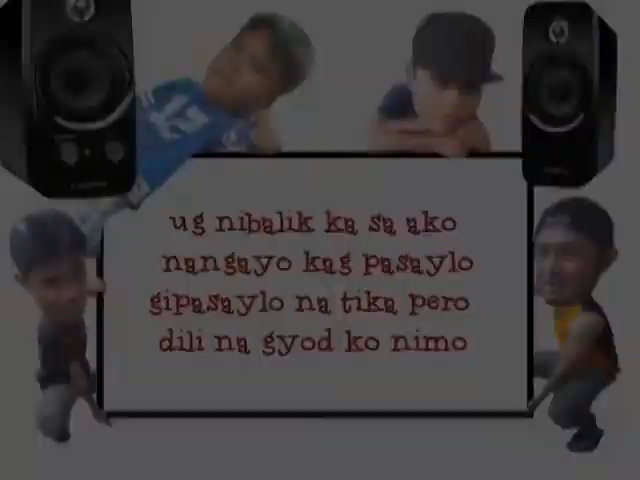 ug nibalik ka sa ako
nangayo kag pasaylo
gipasaylo na tika pero
dili na gyod ko nimo